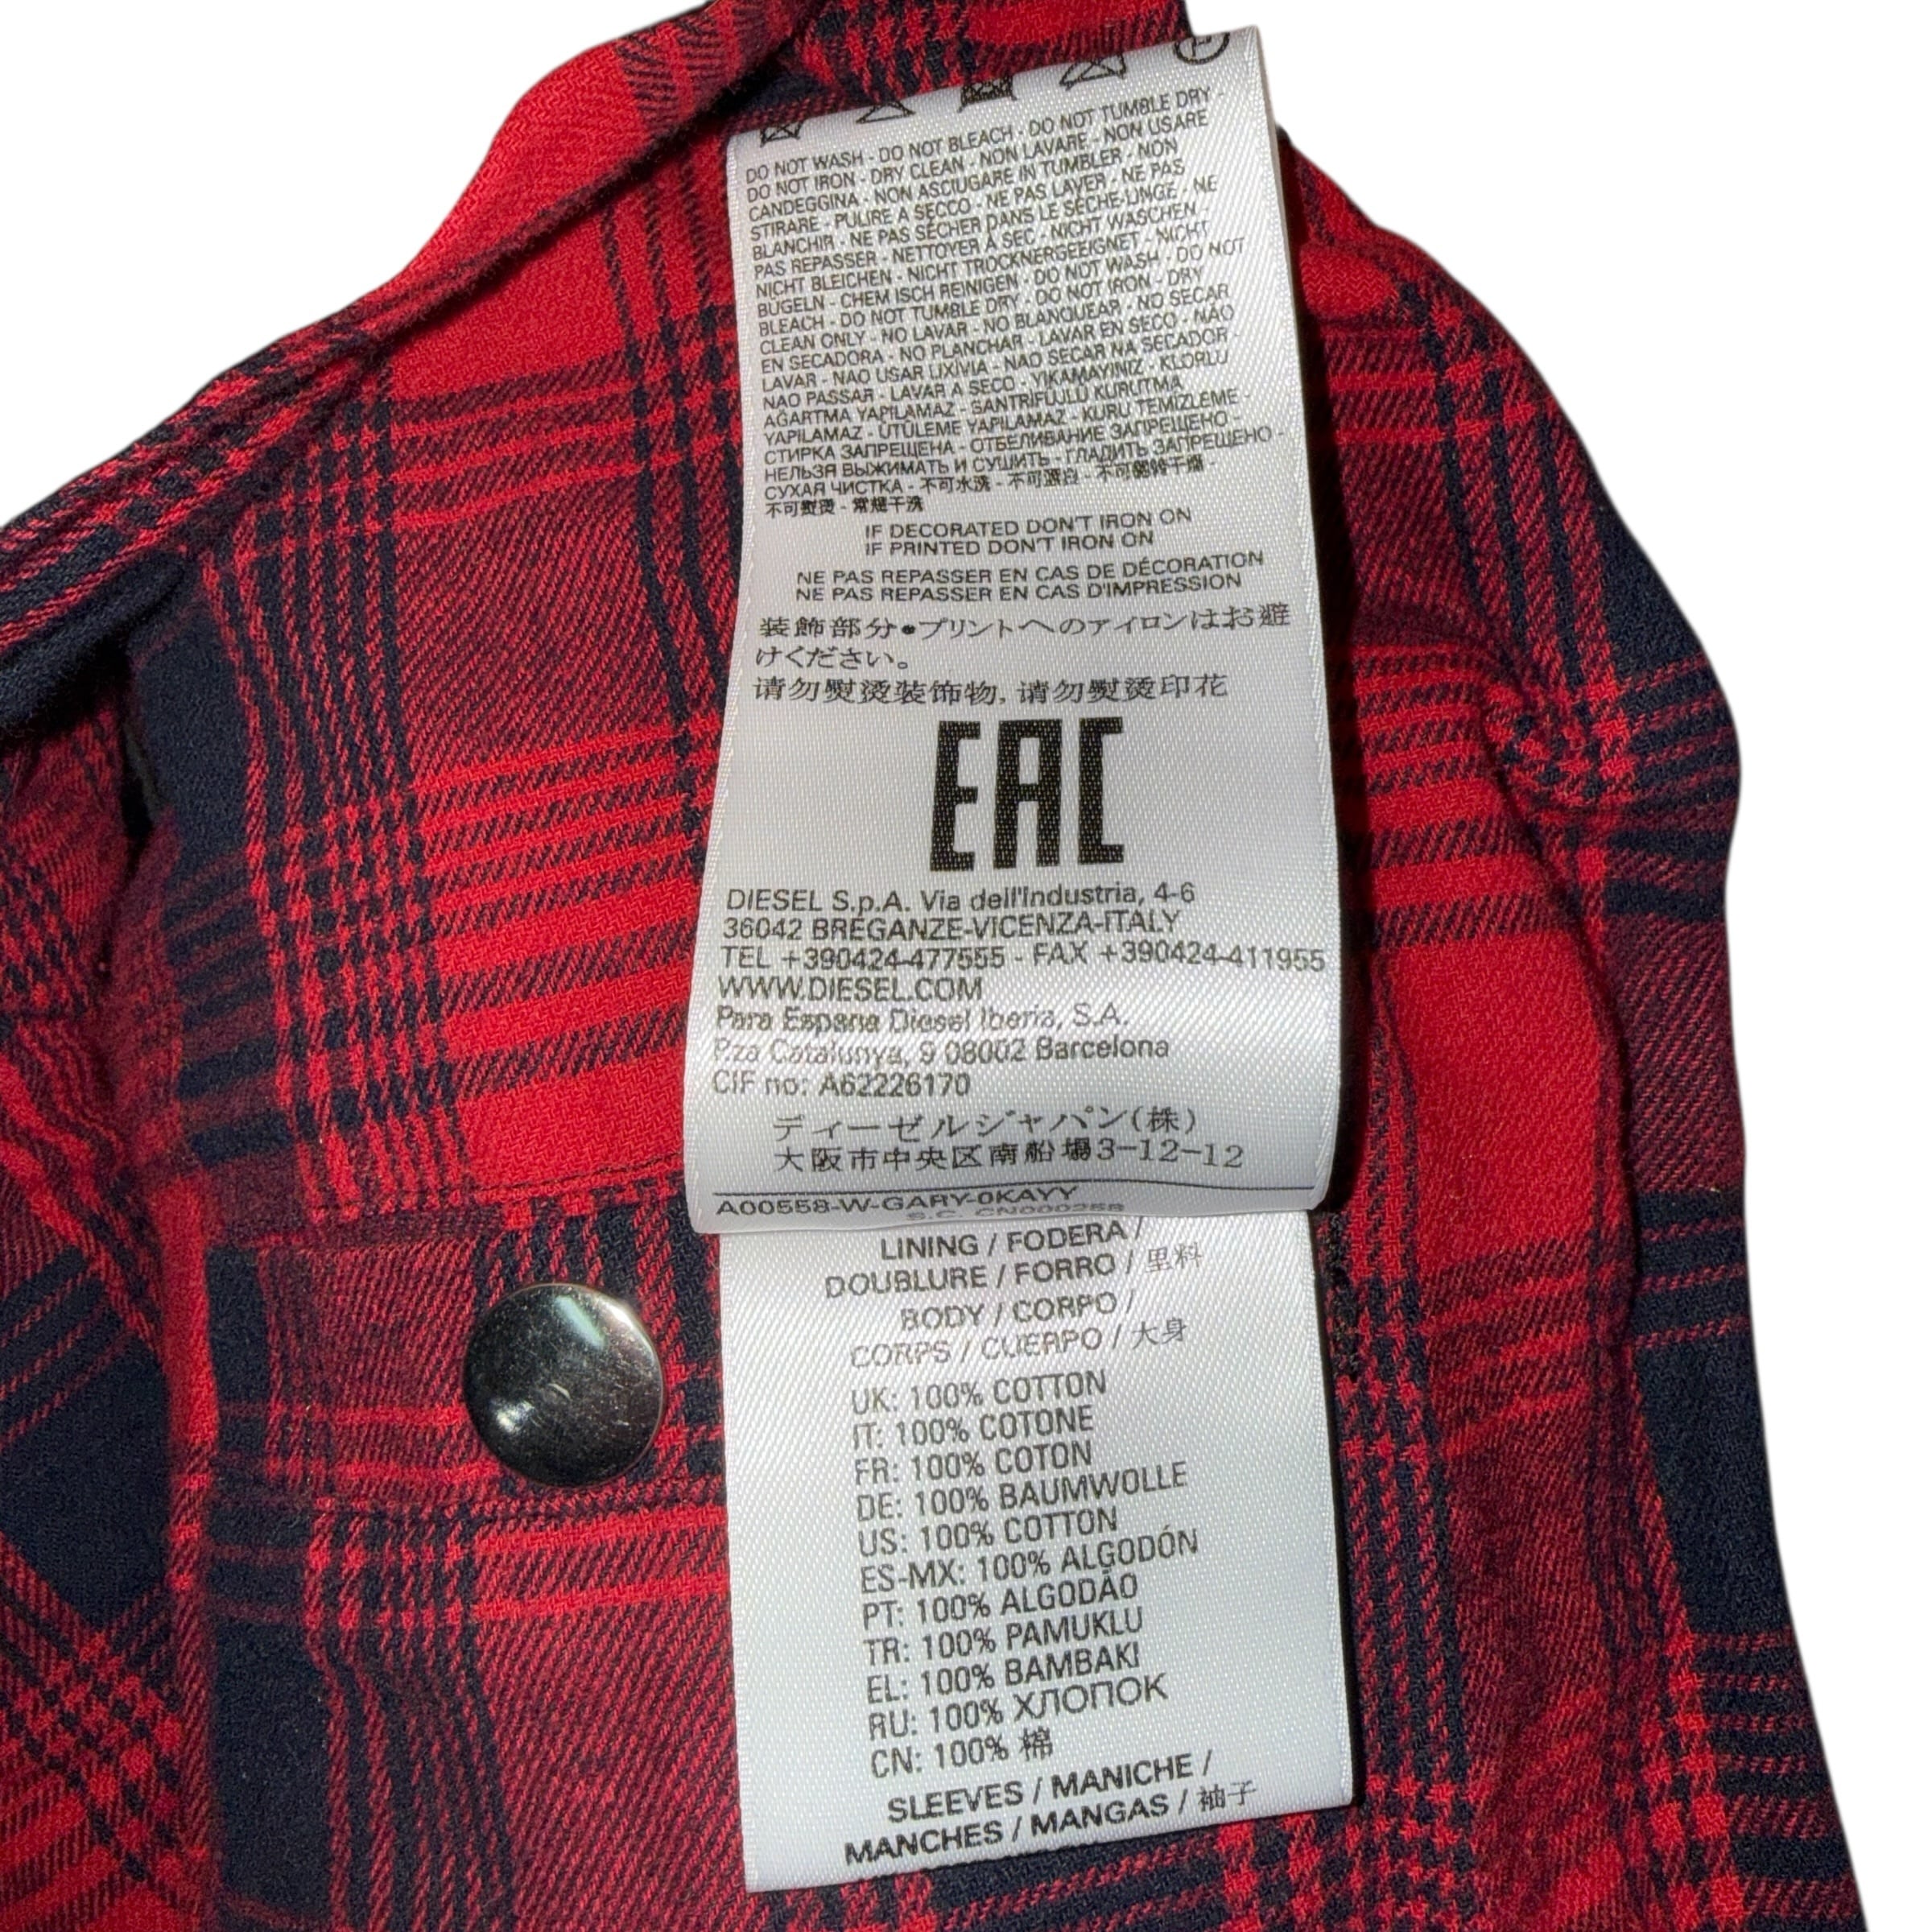 DO NOT WASH - DO NOT BLEACH - DO NOT TUMBLE DRY -
DO NOT IRON - DRY CLEAN - NON LAVARE - NON USARE
CANDEGGINA - NON ASCIUGARE IN TUMBLER - NON
STIRARE - PULIRE A SECCO - NE PAS LAVER - NE PAS
BLANCHIR - NE PAS SÉCHER DANS LE SÈCHE-LINGE - NE
PAS REPASSER - NETTOYER À SEC - NICHT WASCHEN
NICHT BLEICHEN - NICHT TROCKNERGEEIGNET - NICHT
BÜGELN - CHEM ISCH REINIGEN - DO NOT WASH - DO NOT
BLEACH - DO NOT TUMBLE DRY - DO NOT IRON - DRY
CLEAN ONLY - NO LAVAR - NO BLANQUEAR - NO SECAR
EN SECADORA - NO PLANCHAR - LAVAR EN SECO - NÃO
LAVAR - NAO USAR LIXÍVIA - NAO SECAR NA SECADOR -
NAO PASSAR - LAVAR A SECO - YIKAMAYINIZ - KLORLU
AĞARTMA YAPILAMAZ - SANTRİFÜJLÜ KURUTMA
YAPILAMAZ - ÜTÜLEME YAPILAMAZ - KURU TEMİZLEME -
СТИРКА ЗАПРЕЩЕНА - ОТБЕЛИВАНИЕ ЗАПРЕЩЕНО -
НЕЛЬЗЯ ВЫЖИМАТЬ И СУШИТЬ - ГЛАДИТЬ ЗАПРЕЩЕНО -
СУХАЯ ЧИСТКА - 不可水洗 - 不可漂白 - 不可翻转干燥 -
不可熨烫 - 常规干洗
IF DECORATED DON'T IRON ON
IF PRINTED DON'T IRON ON
NE PAS REPASSER EN CAS DE DÉCORATION
NE PAS REPASSER EN CAS D'IMPRESSION
装飾部分●プリントへのアイロンはお避
けください。
请勿熨烫装饰物, 请勿熨烫印花
EAC
DIESEL S.p.A. Via dell'Industria, 4-6
36042 BREGANZE-VICENZA-ITALY
TEL +390424-477555 - FAX +390424-411955
WWW.DIESEL.COM
Para Espana Diesel Iberia, S.A.
P.za Catalunya, 9 08002 Barcelona
CIF no: A62226170
ディーゼルジャパン(株)
大阪市中央区南船場3-12-12
A00558-W-GARY-0KAYY
S.C. CN000258
LINING / FODERA /
DOUBLURE / FORRO / 里料
BODY / CORPO /
CORPS / CUERPO / 大身
UK: 100% COTTON
IT: 100% COTONE
FR: 100% COTON
DE: 100% BAUMWOLLE
US: 100% COTTON
ES-MX: 100% ALGODÓN
PT: 100% ALGODÃO
TR: 100% PAMUKLU
EL: 100% BAMBAKI
RU: 100% ХЛОПОК
CN: 100% 棉
SLEEVES / MANICHE /
MANCHES / MANGAS / 袖子